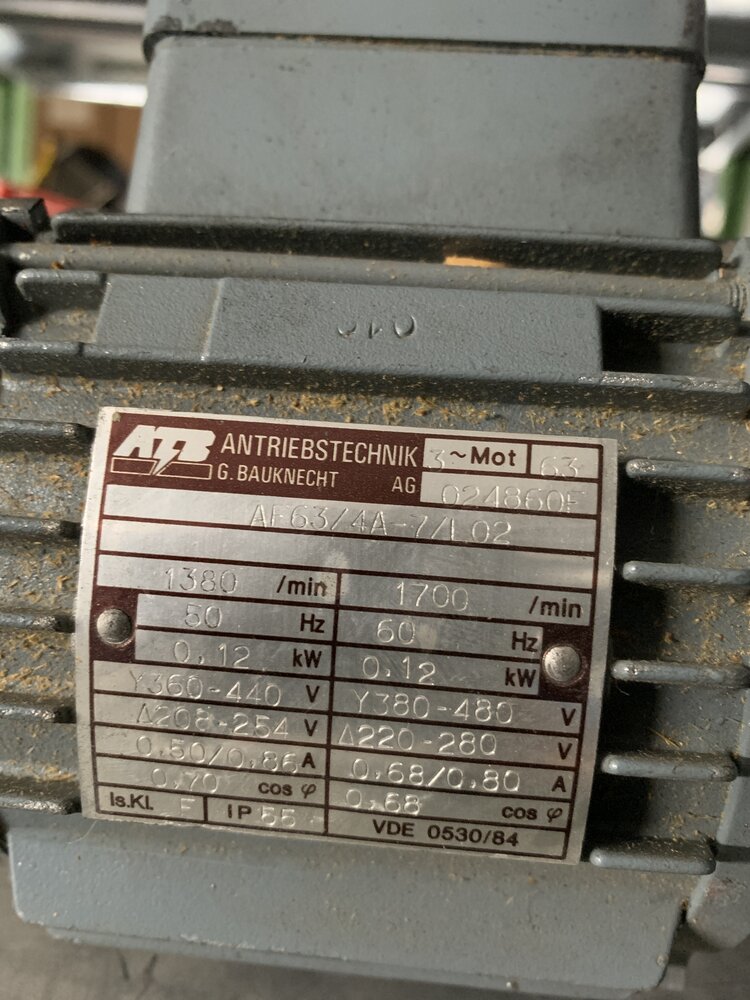 ATB ANTRIEBSTECHNIK 3~Mot 63
G. BAUKNECHT AG 024860F
AF63/4A-7/L02
1380 /min 1700 /min
50 Hz 60 Hz
0,12 kW 0,12 kW
Y360-440 V Y380-480 V
Δ208-254 V Δ220-280 V
0,50/0,86 A 0,68/0,80 A
0,70 cos φ 0,68 cos φ
Is.Kl. F IP 55 VDE 0530/84